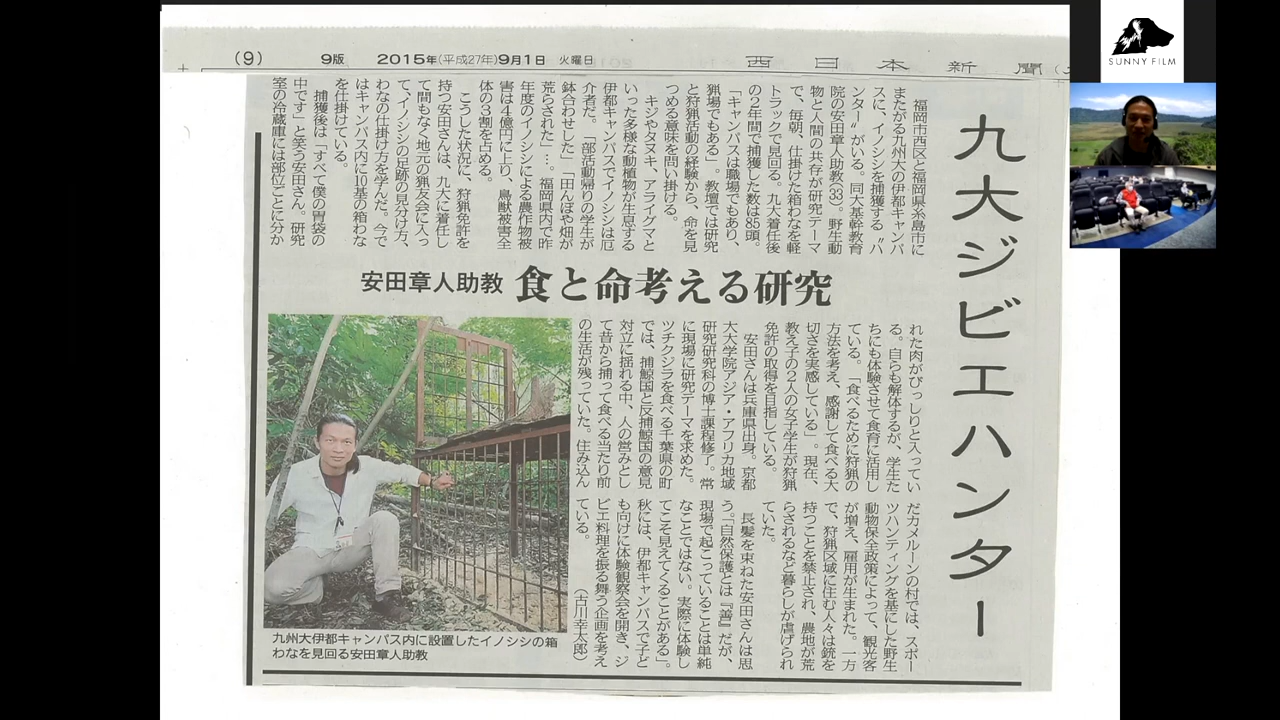 (9)
9版
2015年(平成27年)9月1日 火曜日
西日本新聞
SUNNY FILM
九大ジビエハンター
安田章人助教 食と命考える研究
福岡市西区と福岡県糸島市に
またがる九州大の伊都キャンパ
スに、イノシシを捕獲する〝ハ
ンター〟がいる。同大基幹教育
院の安田章人助教(33)。野生動
物と人間の共存が研究テーマ
で、毎朝、仕掛けた箱わなを軽
トラックで見回る。九大着任後
の2年間で捕獲した数は85頭。
「キャンパスは職場でもあり、
猟場でもある」。教壇では研究
と狩猟活動の経験から、命を見
つめる意味を問い掛ける。
キジやタヌキ、アライグマと
いった多様な動植物が生息する
伊都キャンパスでイノシシは厄
介者だ。「部活動帰りの学生が
鉢合わせした」「田んぼや畑が
荒らされた」…。福岡県内で昨
年度のイノシシによる農作物被
害は4億円に上り、鳥獣被害全
体の3割を占める。
こうした状況に、狩猟免許を
持つ安田さんは、九大に着任し
て間もなく地元の猟友会に入っ
て、イノシシの足跡の見分け方、
わなの仕掛け方を学んだ。今で
はキャンパス内に10基の箱わな
を仕掛けている。
捕獲後は「すべて僕の胃袋の
中です」と笑う安田さん。研究
室の冷蔵庫には部位ごとに分か
れた肉がびっしりと入ってい
る。自らも解体するが、学生た
ちにも体験させて食育に活用し
ている。「食べるために狩猟の
方法を考え、感謝して食べる大
切さを実感している」。現在、
教え子の2人の女子学生が狩猟
免許の取得を目指している。
安田さんは兵庫県出身。京都
大大学院アジア・アフリカ地域
研究研究科の博士課程修了。常
に現場に研究テーマを求めた。
ツチクジラを食べる千葉県の町
では、捕鯨国と反捕鯨国の意見
対立に揺れる中、人の営みとし
て昔から捕って食べる当たり前
の生活が残っていた。住み込ん
だカメルーンの村では、スポー
ツハンティングを基にした野生
動物保全政策によって、観光客
が増え、雇用が生まれた。一方
で、狩猟区域に住む人々は銃を
持つことを禁止され、農地が荒
らされるなど暮らしが虐げられ
ていた。
長髪を束ねた安田さんは思
う。「自然保護とは『善』だが、
現場で起こっていることは単純
なことではない。実際に体験し
てこそ見えてくることがある」。
秋には、伊都キャンパスで子ど
も向けに体験観察会を開き、ジ
ビエ料理を振る舞う企画を考え
ている。
(古川幸太郎)
九州大伊都キャンパス内に設置したイノシシの箱
わなを見回る安田章人助教